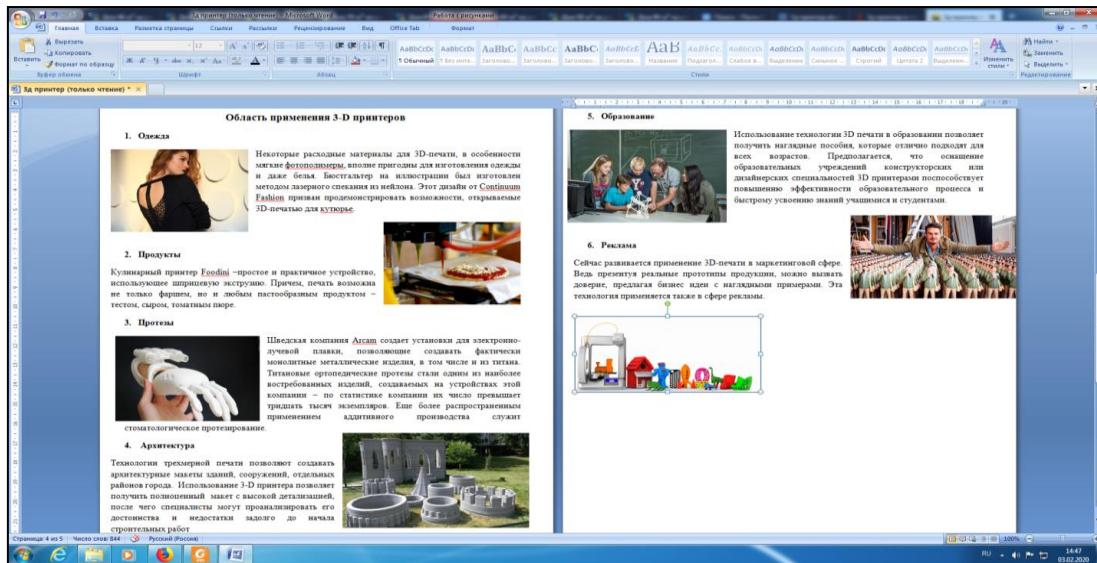 3д принтер (только чтение) - Microsoft Word
Работа с рисунками
Главная Вставка Разметка страницы Ссылки Рассылки Рецензирование Вид Office Tab Формат
Вставить
Вырезать
Копировать
Формат по образцу
Буфер обмена
Шрифт
Абзац
Стили
Изменить стили
Найти
Заменить
Выделить
Редактирование
3д принтер (только чтение) *
Область применения 3-D принтеров
1. Одежда
Некоторые расходные материалы для 3D-печати, в особенности
мягкие фотополимеры, вполне пригодны для изготовления одежды
и даже белья. Бюстгальтер на иллюстрации был изготовлен
методом лазерного спекания из нейлона. Этот дизайн от Continuum
Fashion призван продемонстрировать возможности, открываемые
3D-печатью для кутюрье.
2. Продукты
Кулинарный принтер Foodini –простое и практичное устройство,
использующее шприцевую экструзию. Причем, печать возможна
не только фаршем, но и любым пастообразным продуктом –
тестом, сыром, томатным пюре.
3. Протезы
Шведская компания Arcam создает установки для электронно-
лучевой плавки, позволяющие создавать фактически
монолитные металлические изделия, в том числе и из титана.
Титановые ортопедические протезы стали одним из наиболее
востребованных изделий, создаваемых на устройствах этой
компании – по статистике компании их число превышает
тридцать тысяч экземпляров. Еще более распространенным
применением аддитивного производства служит
стоматологическое протезирование.
4. Архитектура
Технологии трехмерной печати позволяют создавать
архитектурные макеты зданий, сооружений, отдельных
районов города. Использование 3-D принтера позволяет
получить полноценный макет с высокой детализацией,
после чего специалисты могут проанализировать его
достоинства и недостатки задолго до начала
строительных работ
5. Образование
Использование технологии 3D печати в образовании позволяет
получить наглядные пособия, которые отлично подходят для
всех возрастов. Предполагается, что оснащение
образовательных учреждений конструкторских или
дизайнерских специальностей 3D принтерами поспособствует
повышению эффективности образовательного процесса и
быстрому усвоению знаний учащимися и студентами.
6. Реклама
Сейчас развивается применение 3D-печати в маркетинговой сфере.
Ведь презентуя реальные прототипы продукции, можно вызвать
доверие, предлагая бизнес идеи с наглядными примерами. Эта
технология применяется также в сфере рекламы.
Страница: 4 из 5 Число слов: 844 Русский (Россия)
100%
RU
14:47
03.02.2020